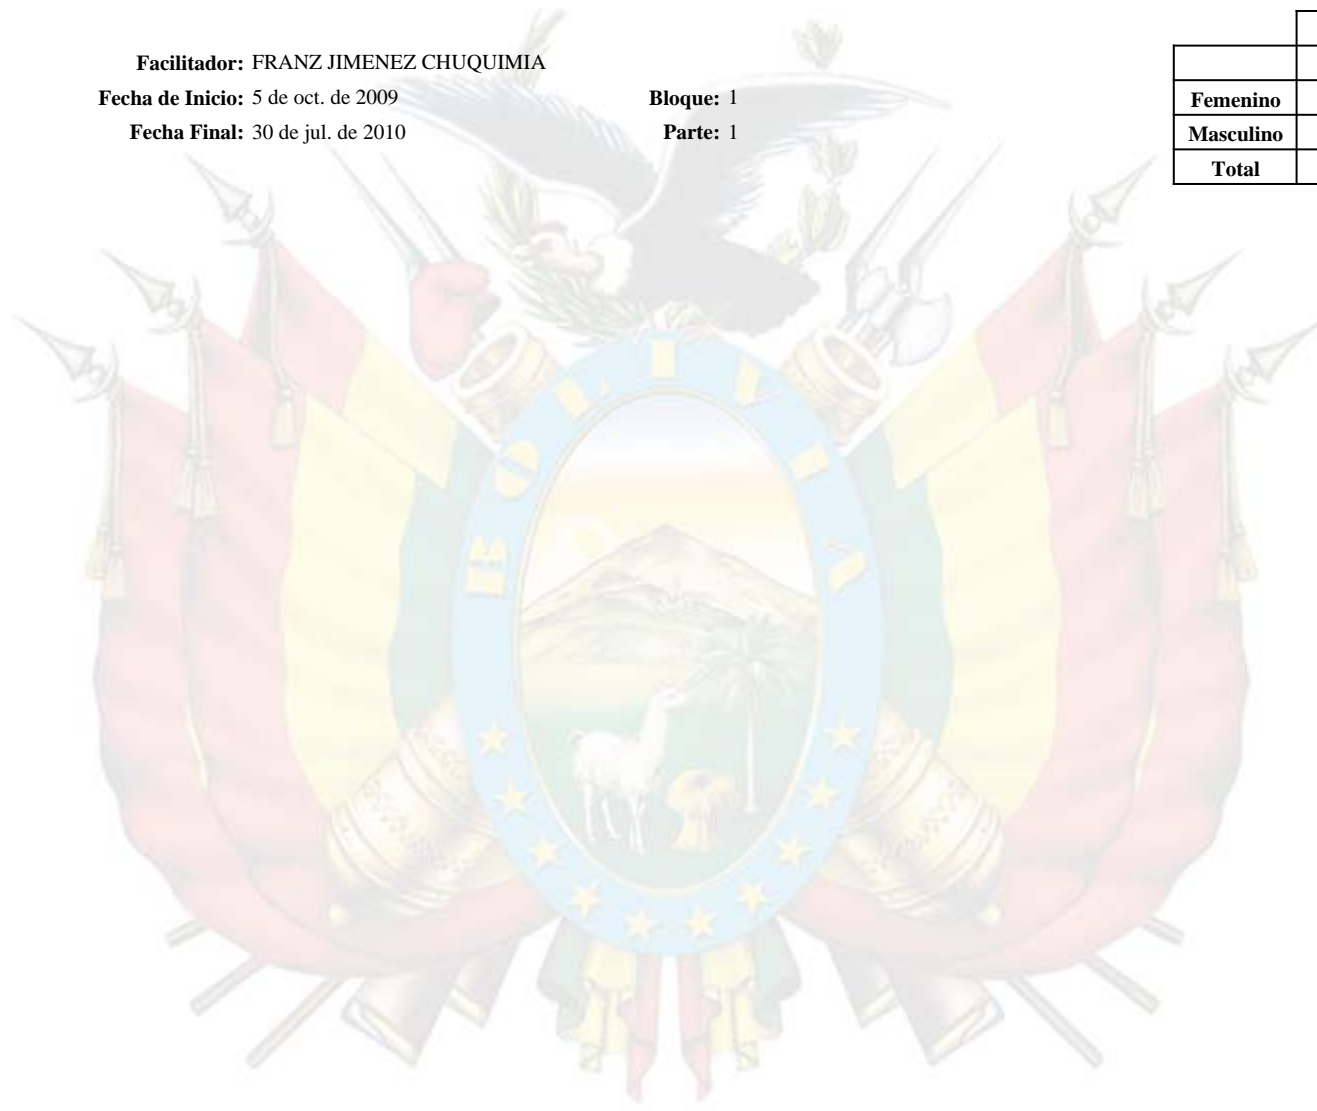 Facilitador: FRANZ JIMENEZ CHUQUIMIA
Fecha de Inicio: 5 de oct. de 2009 Bloque: 1
Fecha Final: 30 de jul. de 2010 Parte: 1
Femenino
Masculino
Total
BOLIVIA